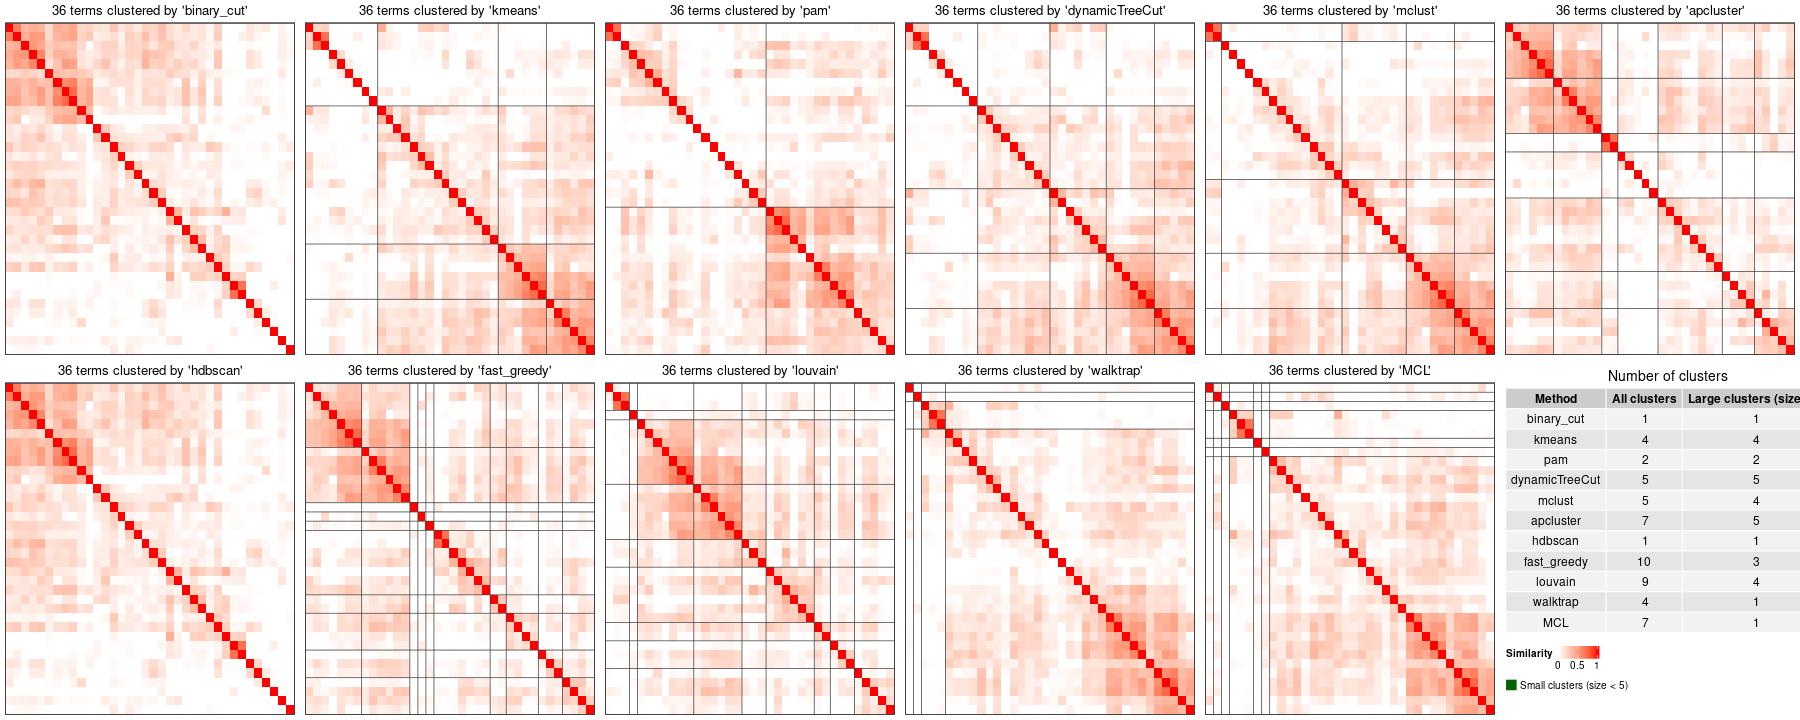 36 terms clustered by 'binary_cut'
36 terms clustered by 'kmeans'
36 terms clustered by 'pam'
36 terms clustered by 'dynamicTreeCut'
36 terms clustered by 'mclust'
36 terms clustered by 'apcluster'
36 terms clustered by 'hdbscan'
36 terms clustered by 'fast_greedy'
36 terms clustered by 'louvain'
36 terms clustered by 'walktrap'
36 terms clustered by 'MCL'
Number of clusters
Method All clusters Large clusters (size
binary_cut 1 1
kmeans 4 4
pam 2 2
dynamicTreeCut 5 5
mclust 5 4
apcluster 7 5
hdbscan 1 1
fast_greedy 10 3
louvain 9 4
walktrap 4 1
MCL 7 1
Similarity
0 0.5 1
Small clusters (size < 5)